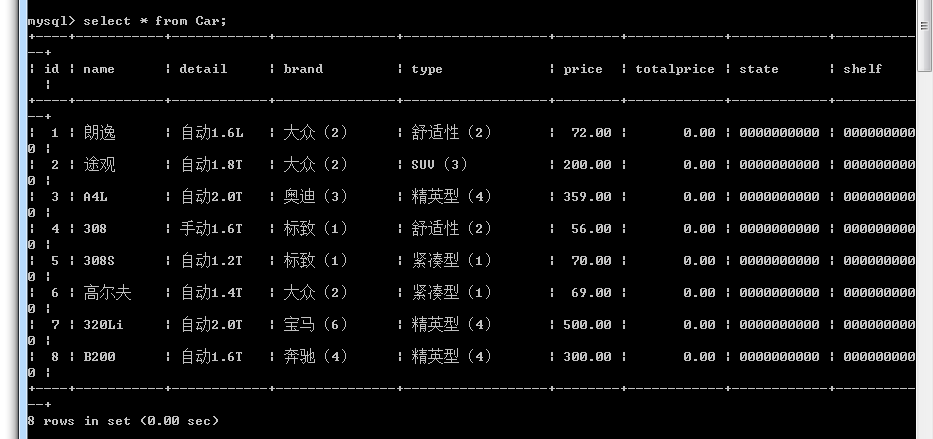 mysql> select * from Car;
+----+-----------+------------+---------------+------------------+--------+------------+------------+----------
--+
| id | name | detail | brand | type | price | totalprice | state | shelf
|
+----+-----------+------------+---------------+------------------+--------+------------+------------+----------
--+
| 1 | 朗逸 | 自动1.6L | 大众（2） | 舒适性（2） | 72.00 | 0.00 | 0000000000 | 000000000
0 |
| 2 | 途观 | 自动1.8T | 大众（2） | SUV（3） | 200.00 | 0.00 | 0000000000 | 000000000
0 |
| 3 | A4L | 自动2.0T | 奥迪（3） | 精英型（4） | 359.00 | 0.00 | 0000000000 | 000000000
0 |
| 4 | 308 | 手动1.6T | 标致（1） | 舒适性（2） | 56.00 | 0.00 | 0000000000 | 000000000
0 |
| 5 | 308S | 自动1.2T | 标致（1） | 紧凑型（1） | 70.00 | 0.00 | 0000000000 | 000000000
0 |
| 6 | 高尔夫 | 自动1.4T | 大众（2） | 紧凑型（1） | 69.00 | 0.00 | 0000000000 | 000000000
0 |
| 7 | 320Li | 自动2.0T | 宝马（6） | 精英型（4） | 500.00 | 0.00 | 0000000000 | 000000000
0 |
| 8 | B200 | 自动1.6T | 奔驰（4） | 精英型（4） | 300.00 | 0.00 | 0000000000 | 000000000
0 |
+----+-----------+------------+---------------+------------------+--------+------------+------------+----------
--+
8 rows in set (0.00 sec)